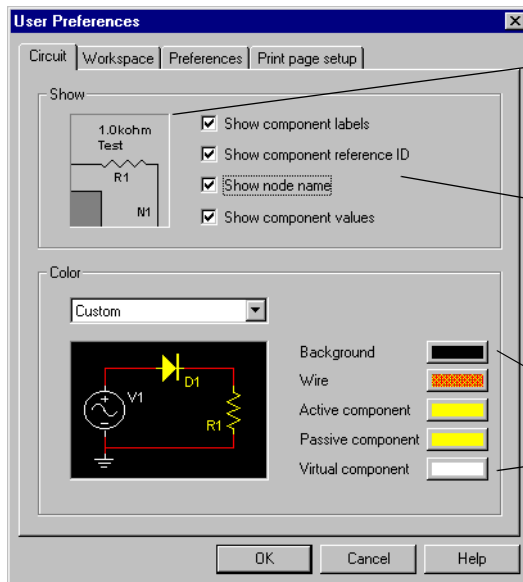 User Preferences
Circuit Workspace Preferences Print page setup
Show
1.0kohm
Test
R1
N1
Show component labels
Show component reference ID
Show node name
Show component values
Color
Custom
D1
V1
R1
Background
Wire
Active component
Passive component
Virtual component
OK Cancel Help